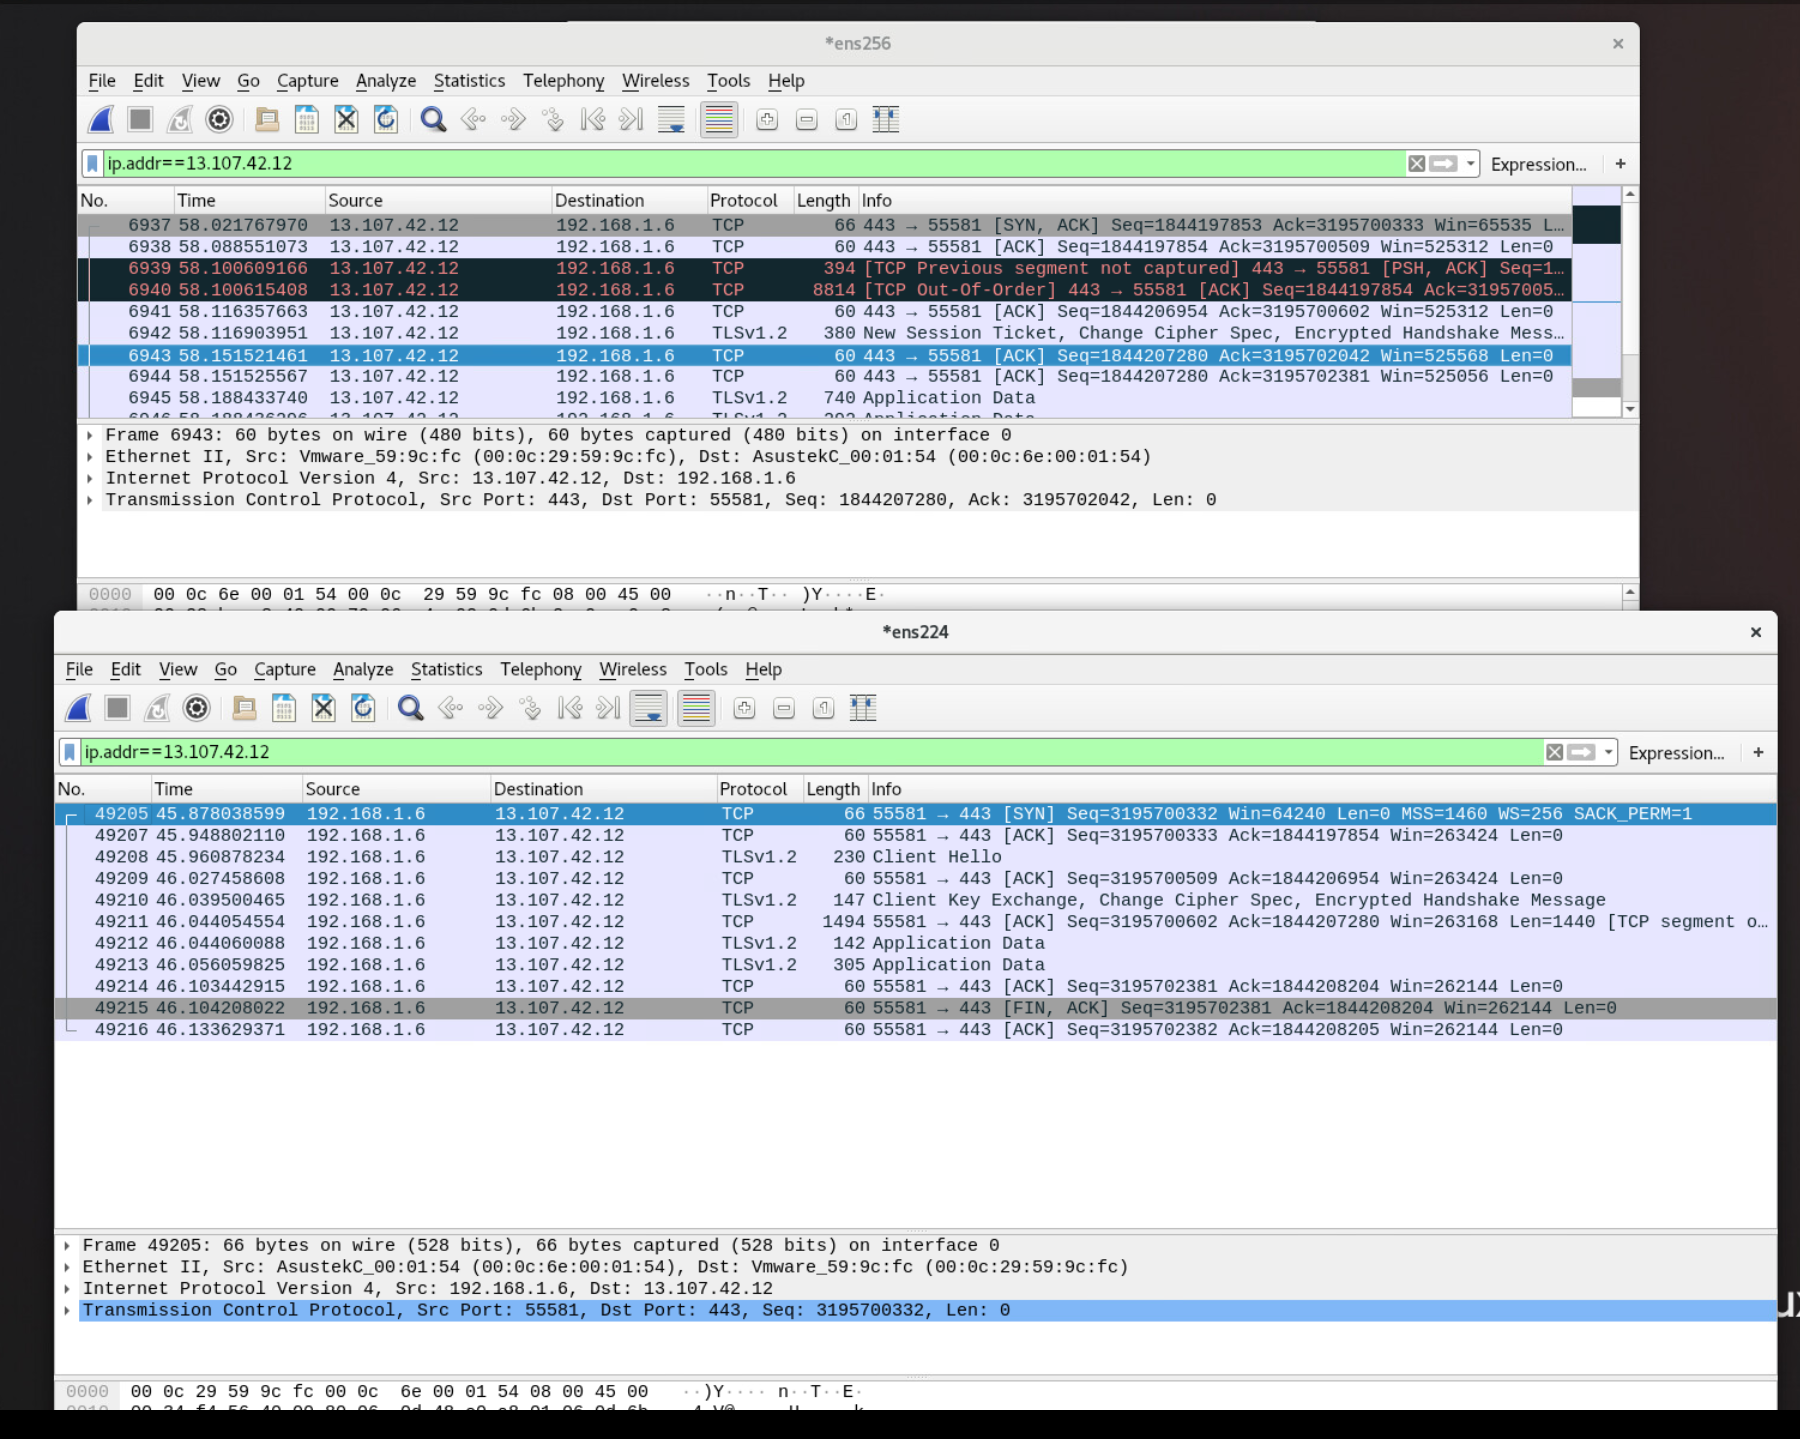 *ens256
File Edit View Go Capture Analyze Statistics Telephony Wireless Tools Help
ip.addr==13.107.42.12 Expression... +
No. Time Source Destination Protocol Length Info
6937 58.021767970 13.107.42.12 192.168.1.6 TCP 66 443 → 55581 [SYN, ACK] Seq=1844197853 Ack=3195700333 Win=65535 L...
6938 58.088551073 13.107.42.12 192.168.1.6 TCP 60 443 → 55581 [ACK] Seq=1844197854 Ack=3195700509 Win=525312 Len=0
6939 58.100609166 13.107.42.12 192.168.1.6 TCP 394 [TCP Previous segment not captured] 443 → 55581 [PSH, ACK] Seq=1...
6940 58.100615408 13.107.42.12 192.168.1.6 TCP 8814 [TCP Out-Of-Order] 443 → 55581 [ACK] Seq=1844197854 Ack=31957005...
6941 58.116357663 13.107.42.12 192.168.1.6 TCP 60 443 → 55581 [ACK] Seq=1844206954 Ack=3195700602 Win=525312 Len=0
6942 58.116903951 13.107.42.12 192.168.1.6 TLSv1.2 380 New Session Ticket, Change Cipher Spec, Encrypted Handshake Mess...
6943 58.151521461 13.107.42.12 192.168.1.6 TCP 60 443 → 55581 [ACK] Seq=1844207280 Ack=3195702042 Win=525568 Len=0
6944 58.151525567 13.107.42.12 192.168.1.6 TCP 60 443 → 55581 [ACK] Seq=1844207280 Ack=3195702381 Win=525056 Len=0
6945 58.188433740 13.107.42.12 192.168.1.6 TLSv1.2 740 Application Data
Frame 6943: 60 bytes on wire (480 bits), 60 bytes captured (480 bits) on interface 0
Ethernet II, Src: Vmware_59:9c:fc (00:0c:29:59:9c:fc), Dst: AsustekC_00:01:54 (00:0c:6e:00:01:54)
Internet Protocol Version 4, Src: 13.107.42.12, Dst: 192.168.1.6
Transmission Control Protocol, Src Port: 443, Dst Port: 55581, Seq: 1844207280, Ack: 3195702042, Len: 0
0000 00 0c 6e 00 01 54 00 0c 29 59 9c fc 08 00 45 00 ··n··T·· )Y····E·
*ens224
File Edit View Go Capture Analyze Statistics Telephony Wireless Tools Help
ip.addr==13.107.42.12 Expression... +
No. Time Source Destination Protocol Length Info
49205 45.878038599 192.168.1.6 13.107.42.12 TCP 66 55581 → 443 [SYN] Seq=3195700332 Win=64240 Len=0 MSS=1460 WS=256 SACK_PERM=1
49207 45.948802110 192.168.1.6 13.107.42.12 TCP 60 55581 → 443 [ACK] Seq=3195700333 Ack=1844197854 Win=263424 Len=0
49208 45.960878234 192.168.1.6 13.107.42.12 TLSv1.2 230 Client Hello
49209 46.027458608 192.168.1.6 13.107.42.12 TCP 60 55581 → 443 [ACK] Seq=3195700509 Ack=1844206954 Win=263424 Len=0
49210 46.039500465 192.168.1.6 13.107.42.12 TLSv1.2 147 Client Key Exchange, Change Cipher Spec, Encrypted Handshake Message
49211 46.044054554 192.168.1.6 13.107.42.12 TCP 1494 55581 → 443 [ACK] Seq=3195700602 Ack=1844207280 Win=263168 Len=1440 [TCP segment o...
49212 46.044060088 192.168.1.6 13.107.42.12 TLSv1.2 142 Application Data
49213 46.056059825 192.168.1.6 13.107.42.12 TLSv1.2 305 Application Data
49214 46.103442915 192.168.1.6 13.107.42.12 TCP 60 55581 → 443 [ACK] Seq=3195702381 Ack=1844208204 Win=262144 Len=0
49215 46.104208022 192.168.1.6 13.107.42.12 TCP 60 55581 → 443 [FIN, ACK] Seq=3195702381 Ack=1844208204 Win=262144 Len=0
49216 46.133629371 192.168.1.6 13.107.42.12 TCP 60 55581 → 443 [ACK] Seq=3195702382 Ack=1844208205 Win=262144 Len=0
Frame 49205: 66 bytes on wire (528 bits), 66 bytes captured (528 bits) on interface 0
Ethernet II, Src: AsustekC_00:01:54 (00:0c:6e:00:01:54), Dst: Vmware_59:9c:fc (00:0c:29:59:9c:fc)
Internet Protocol Version 4, Src: 192.168.1.6, Dst: 13.107.42.12
Transmission Control Protocol, Src Port: 55581, Dst Port: 443, Seq: 3195700332, Len: 0
0000 00 0c 29 59 9c fc 00 0c 6e 00 01 54 08 00 45 00 ··)Y···· n··T··E·